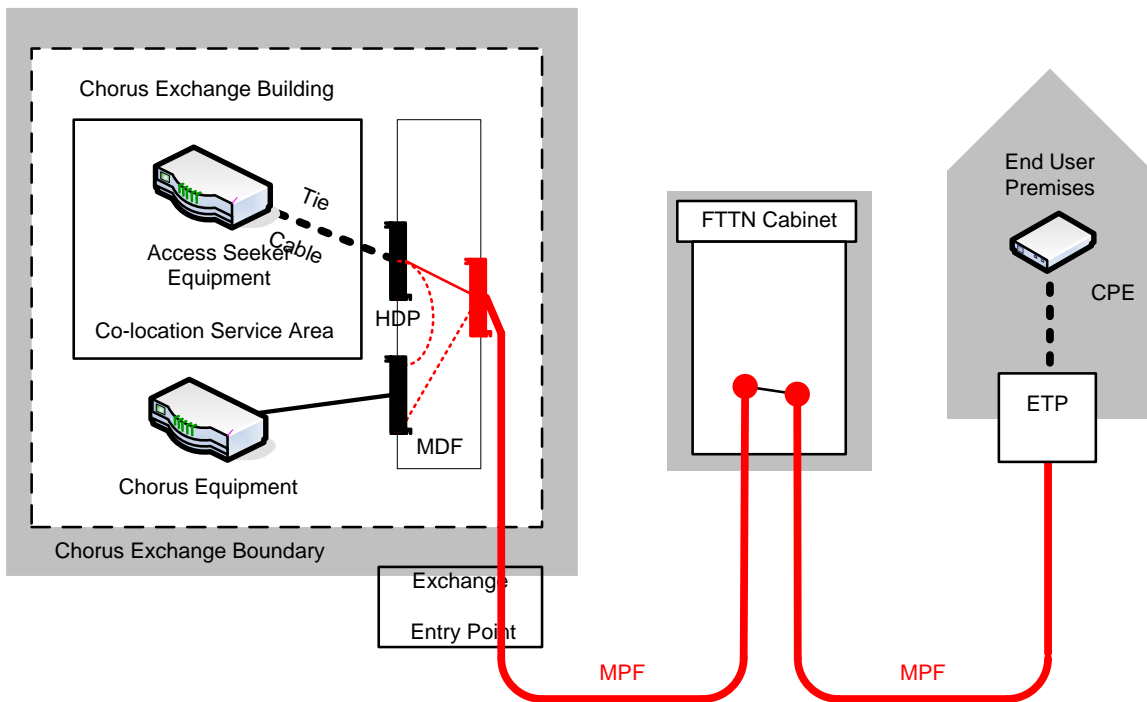 Chorus Exchange Building
Tie
Cable
Access Seeker
Equipment
Co-location Service Area
HDP
MDF
Chorus Equipment
Chorus Exchange Boundary
Exchange
Entry Point
MPF
FTTN Cabinet
MPF
End User
Premises
CPE
ETP